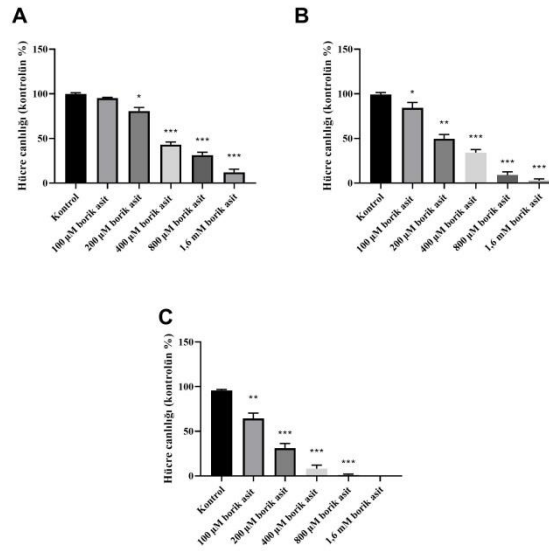 A
Hücre canlılığı (kontrolün %)
150
100
50
0
*
***
***
***
Kontrol
100 µM borik asit
200 µM borik asit
400 µM borik asit
800 µM borik asit
1,6 mM borik asit
B
Hücre canlılığı (kontrolün %)
150
100
50
0
*
**
***
***
***
Kontrol
100 µM borik asit
200 µM borik asit
400 µM borik asit
800 µM borik asit
1,6 mM borik asit
C
Hücre canlılığı (kontrolün %)
150
100
50
0
**
***
***
***
Kontrol
100 µM borik asit
200 µM borik asit
400 µM borik asit
800 µM borik asit
1,6 mM borik asit